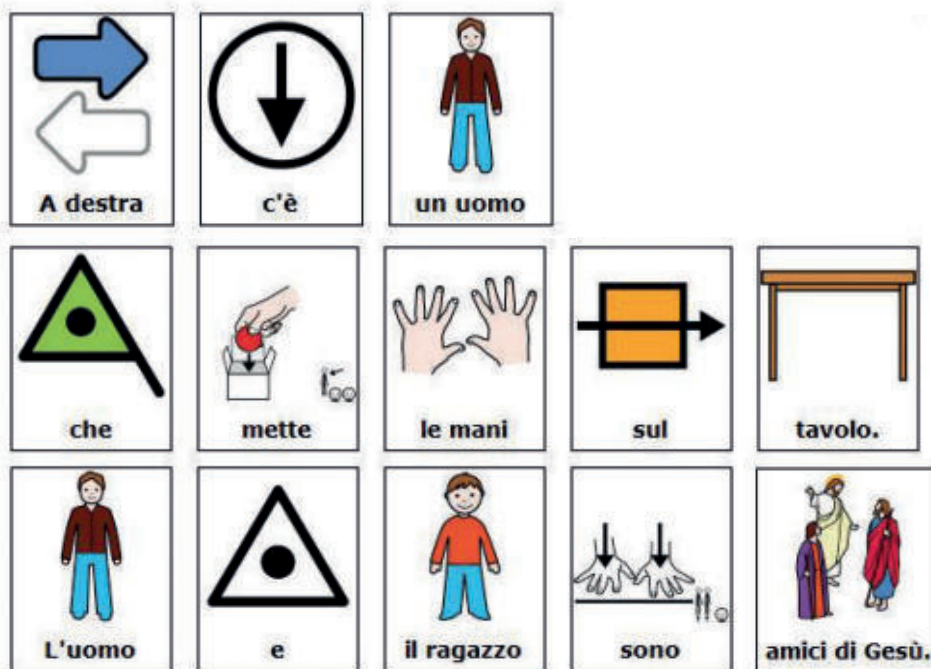 A destra c'è un uomo
che mette le mani sul tavolo.
L'uomo e il ragazzo sono amici di Gesù.